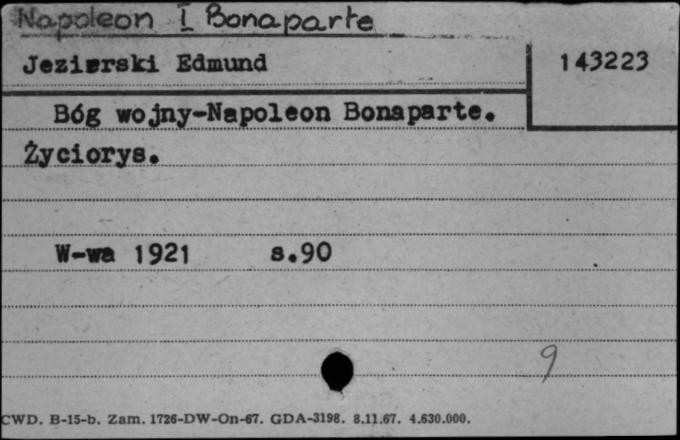 Napoleon I Bonaparte
Jezierski Edmund
143223
Bóg wojny-Napoleon Bonaparte.
Życiorys.
W-wa 1921 s.90
9
CWD. B-15-b. Zam. 1726-DW-On-67. GDA-3198. 8.11.67. 4.630.000.